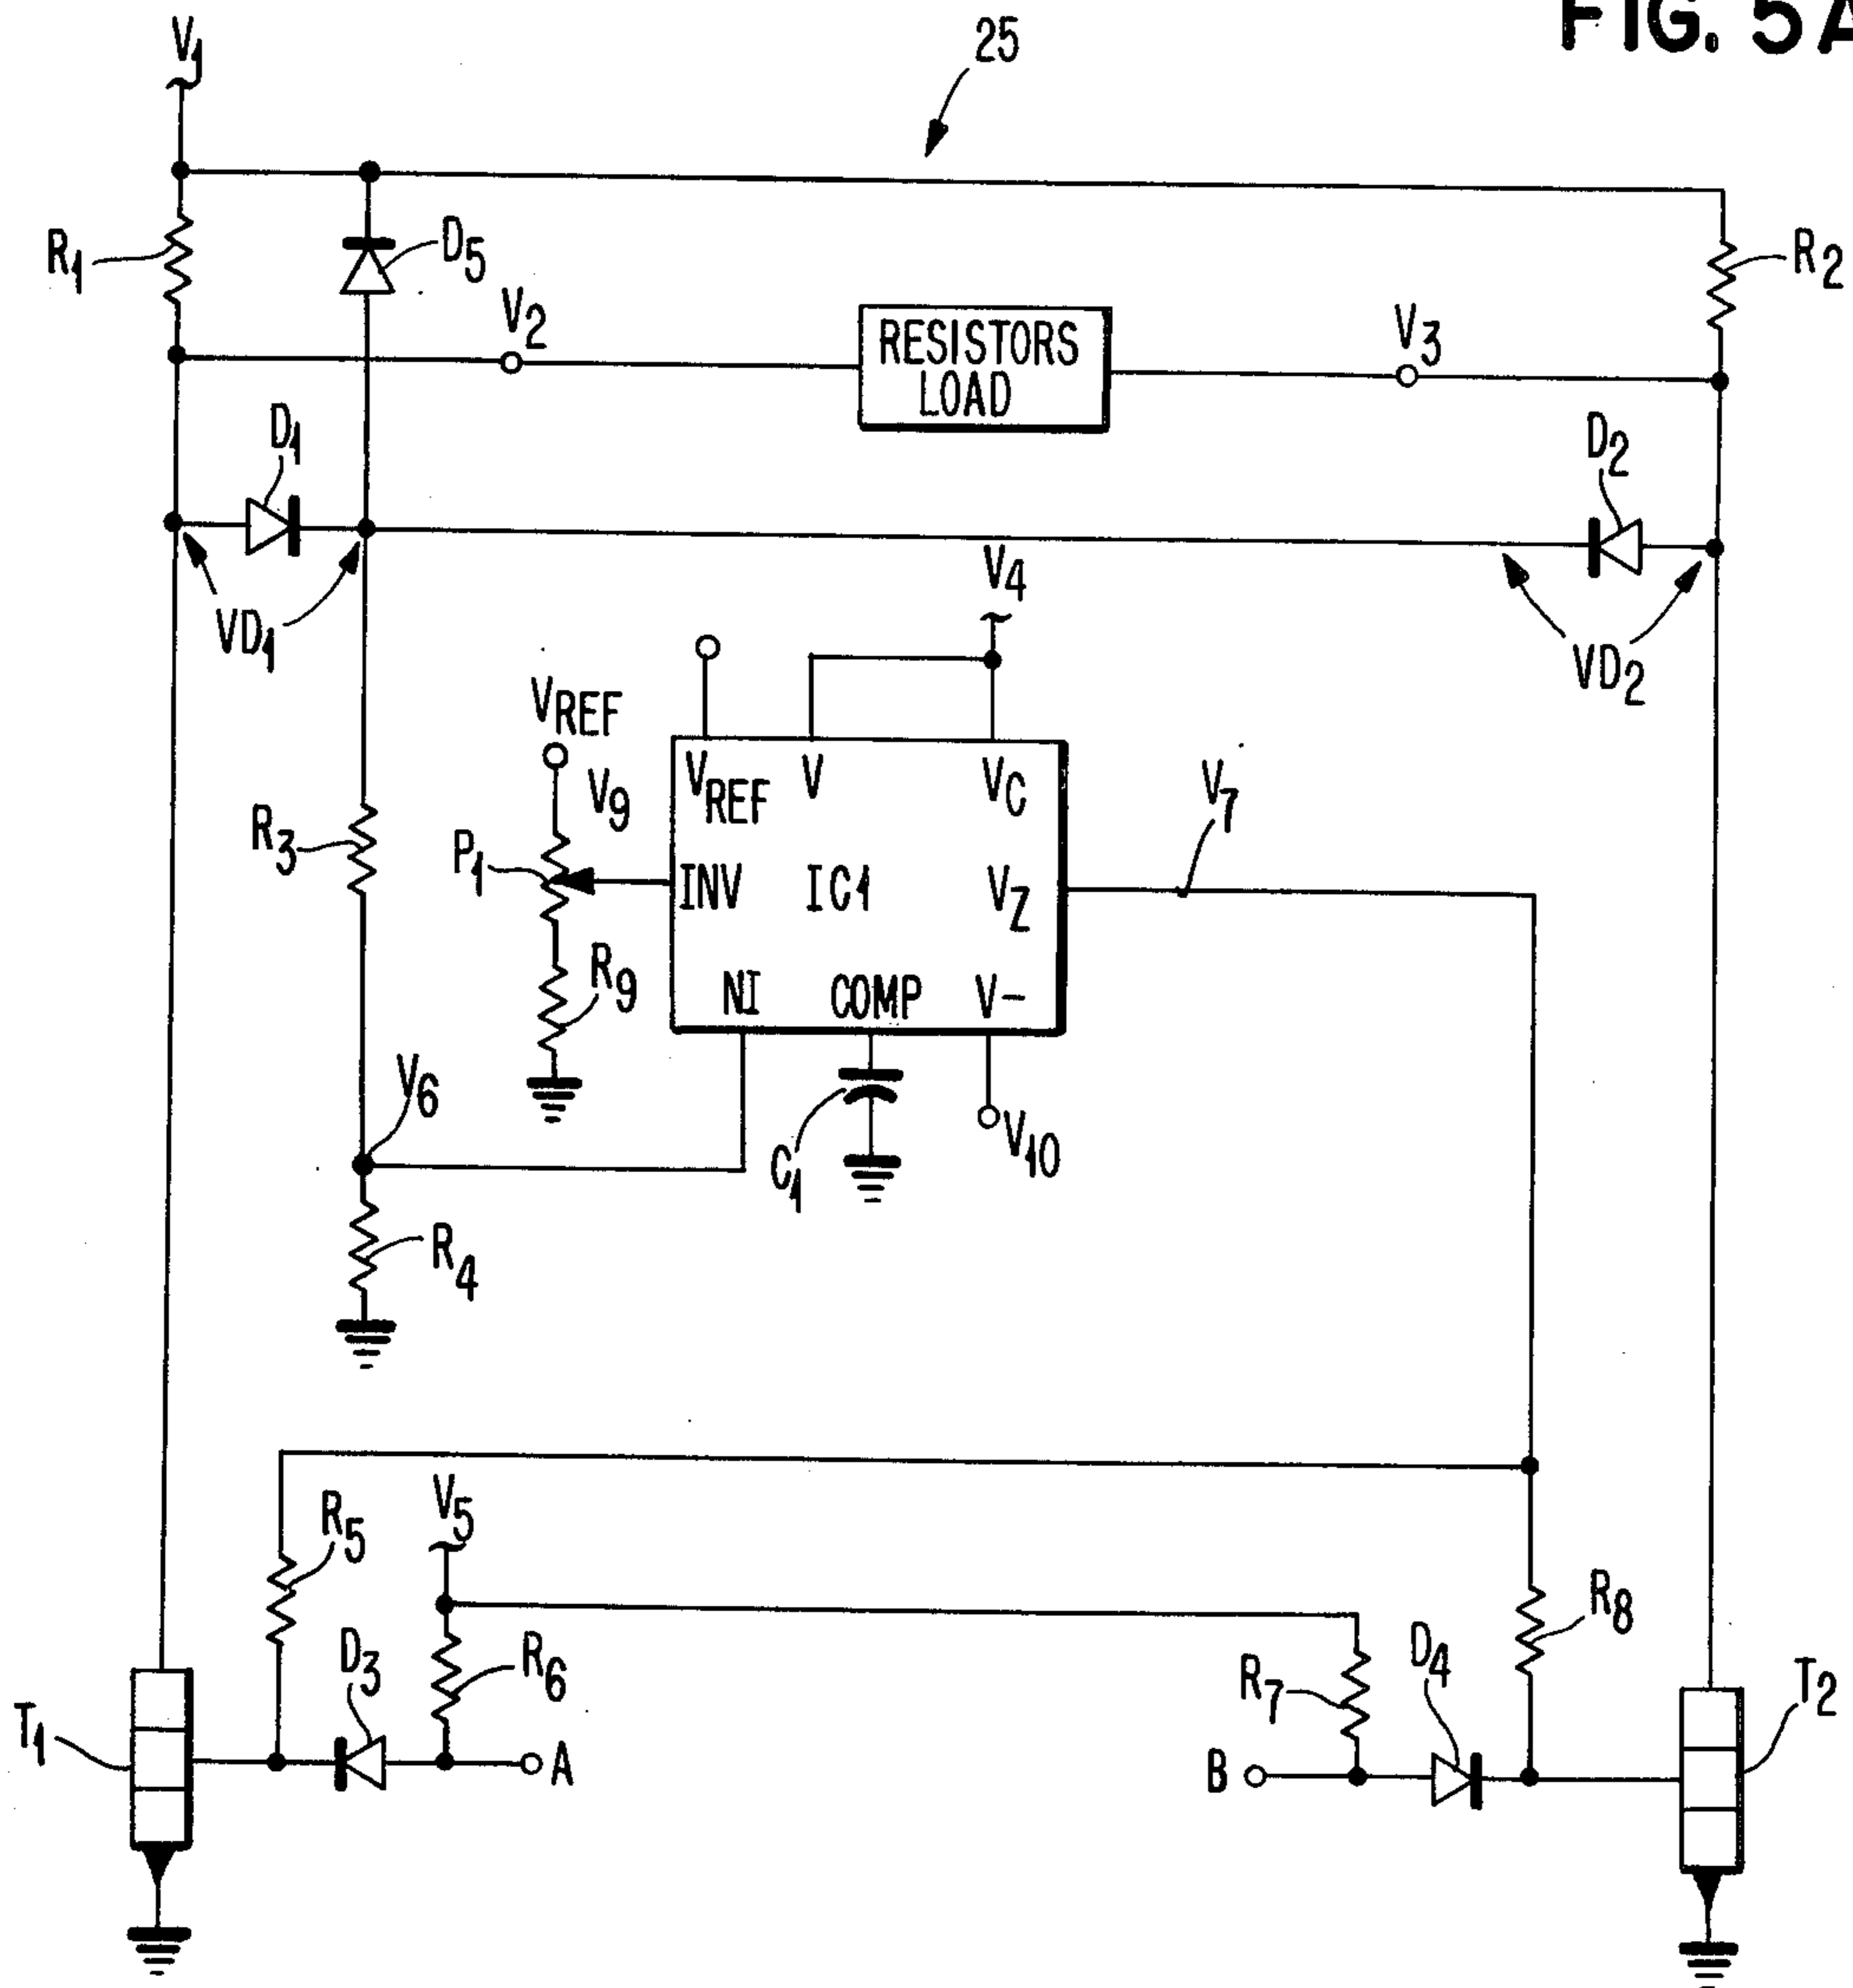 FIG. 5A
25
V1
R1
D5
R2
V2
RESISTORS
LOAD
V3
D1
D2
VD1
V4
VD2
VREF
V9
VREF V VC
V7
R3
P1
INV IC1 VZ
R9
NI COMP V-
V6
C1
V10
R4
R5
V5
R8
D3
R6
R7
D4
T1
T2
A
B